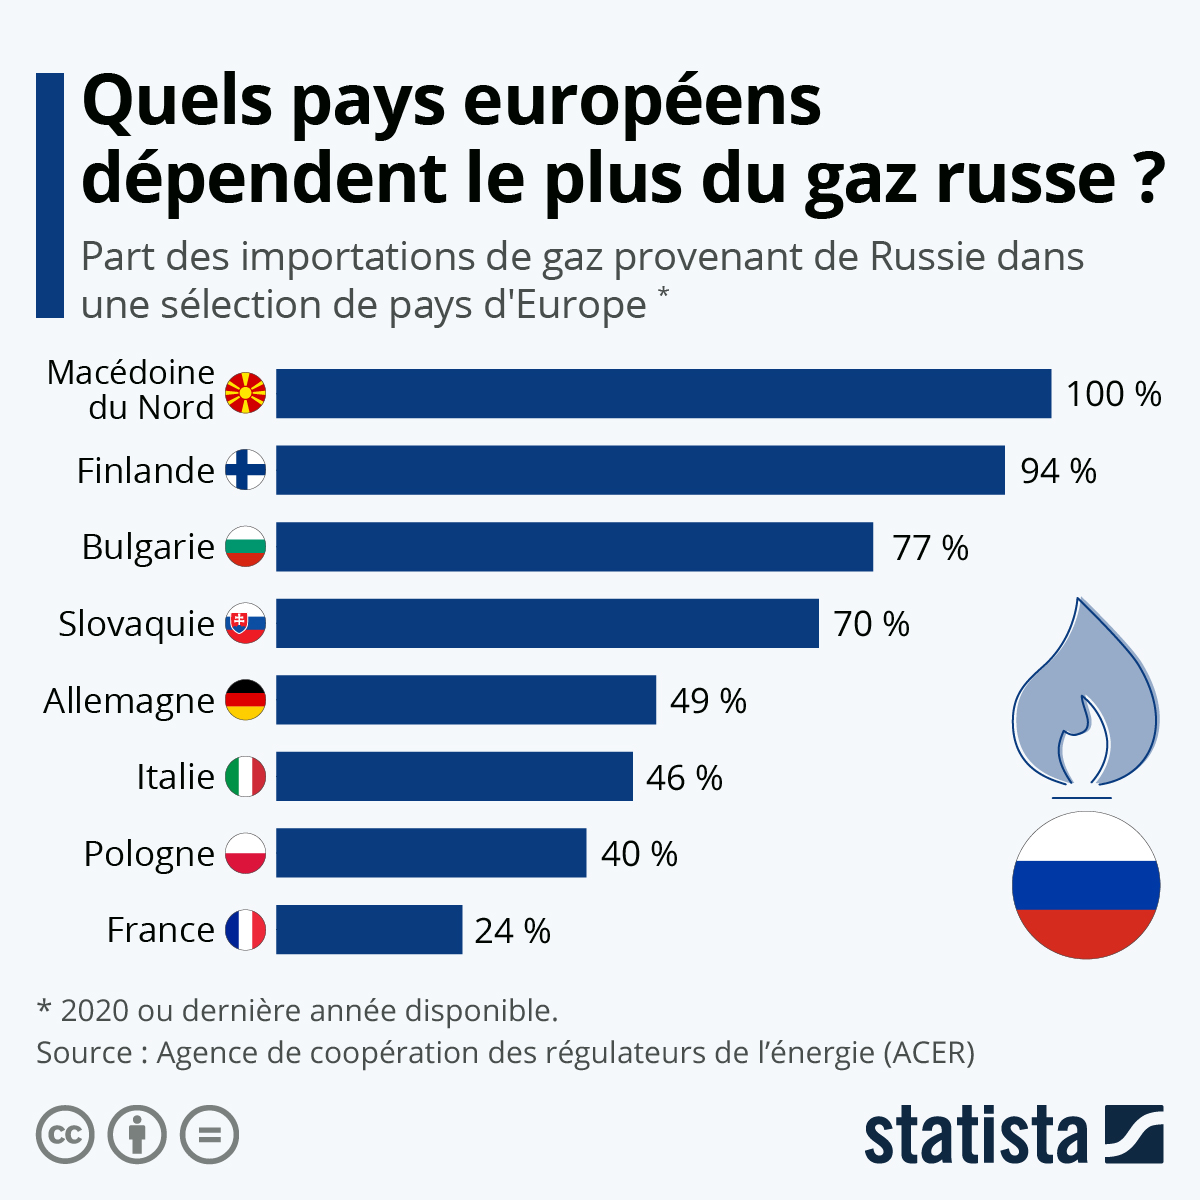 Quels pays européens
dépendent le plus du gaz russe ?
Part des importations de gaz provenant de Russie dans
une sélection de pays d'Europe *
Macédoine
du Nord
100 %
Finlande
94 %
Bulgarie
77 %
Slovaquie
70 %
Allemagne
49 %
Italie
46 %
Pologne
40 %
France
24 %
* 2020 ou dernière année disponible.
Source : Agence de coopération des régulateurs de l’énergie (ACER)
cc
=
statista